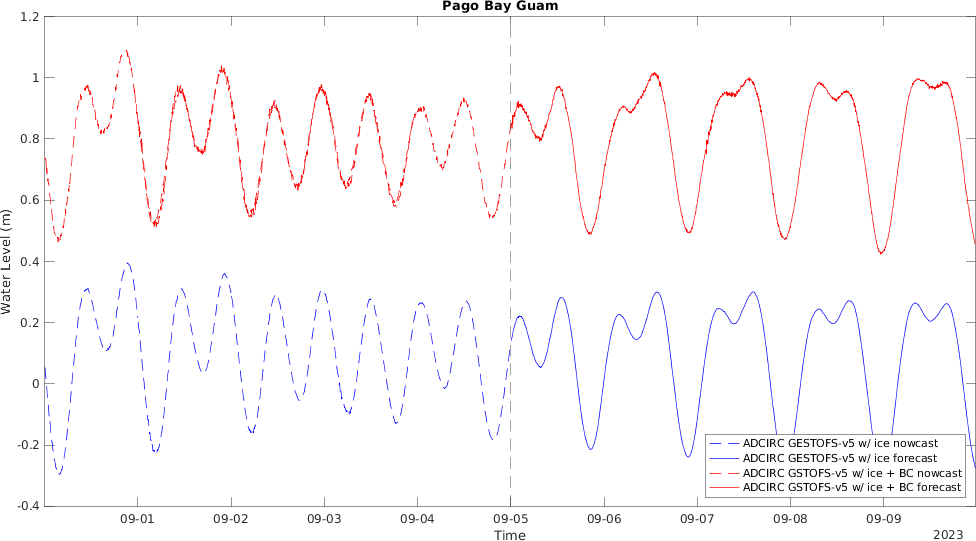 Pago Bay Guam
1.2
1
0.8
0.6
0.4
0.2
0
-0.2
-0.4
Water Level (m)
ADCIRC GESTOFS-v5 w/ ice nowcast
ADCIRC GESTOFS-v5 w/ ice forecast
ADCIRC GSTOFS-v5 w/ ice + BC nowcast
ADCIRC GSTOFS-v5 w/ ice + BC forecast
09-01 09-02 09-03 09-04 09-05 09-06 09-07 09-08 09-09
Time
2023